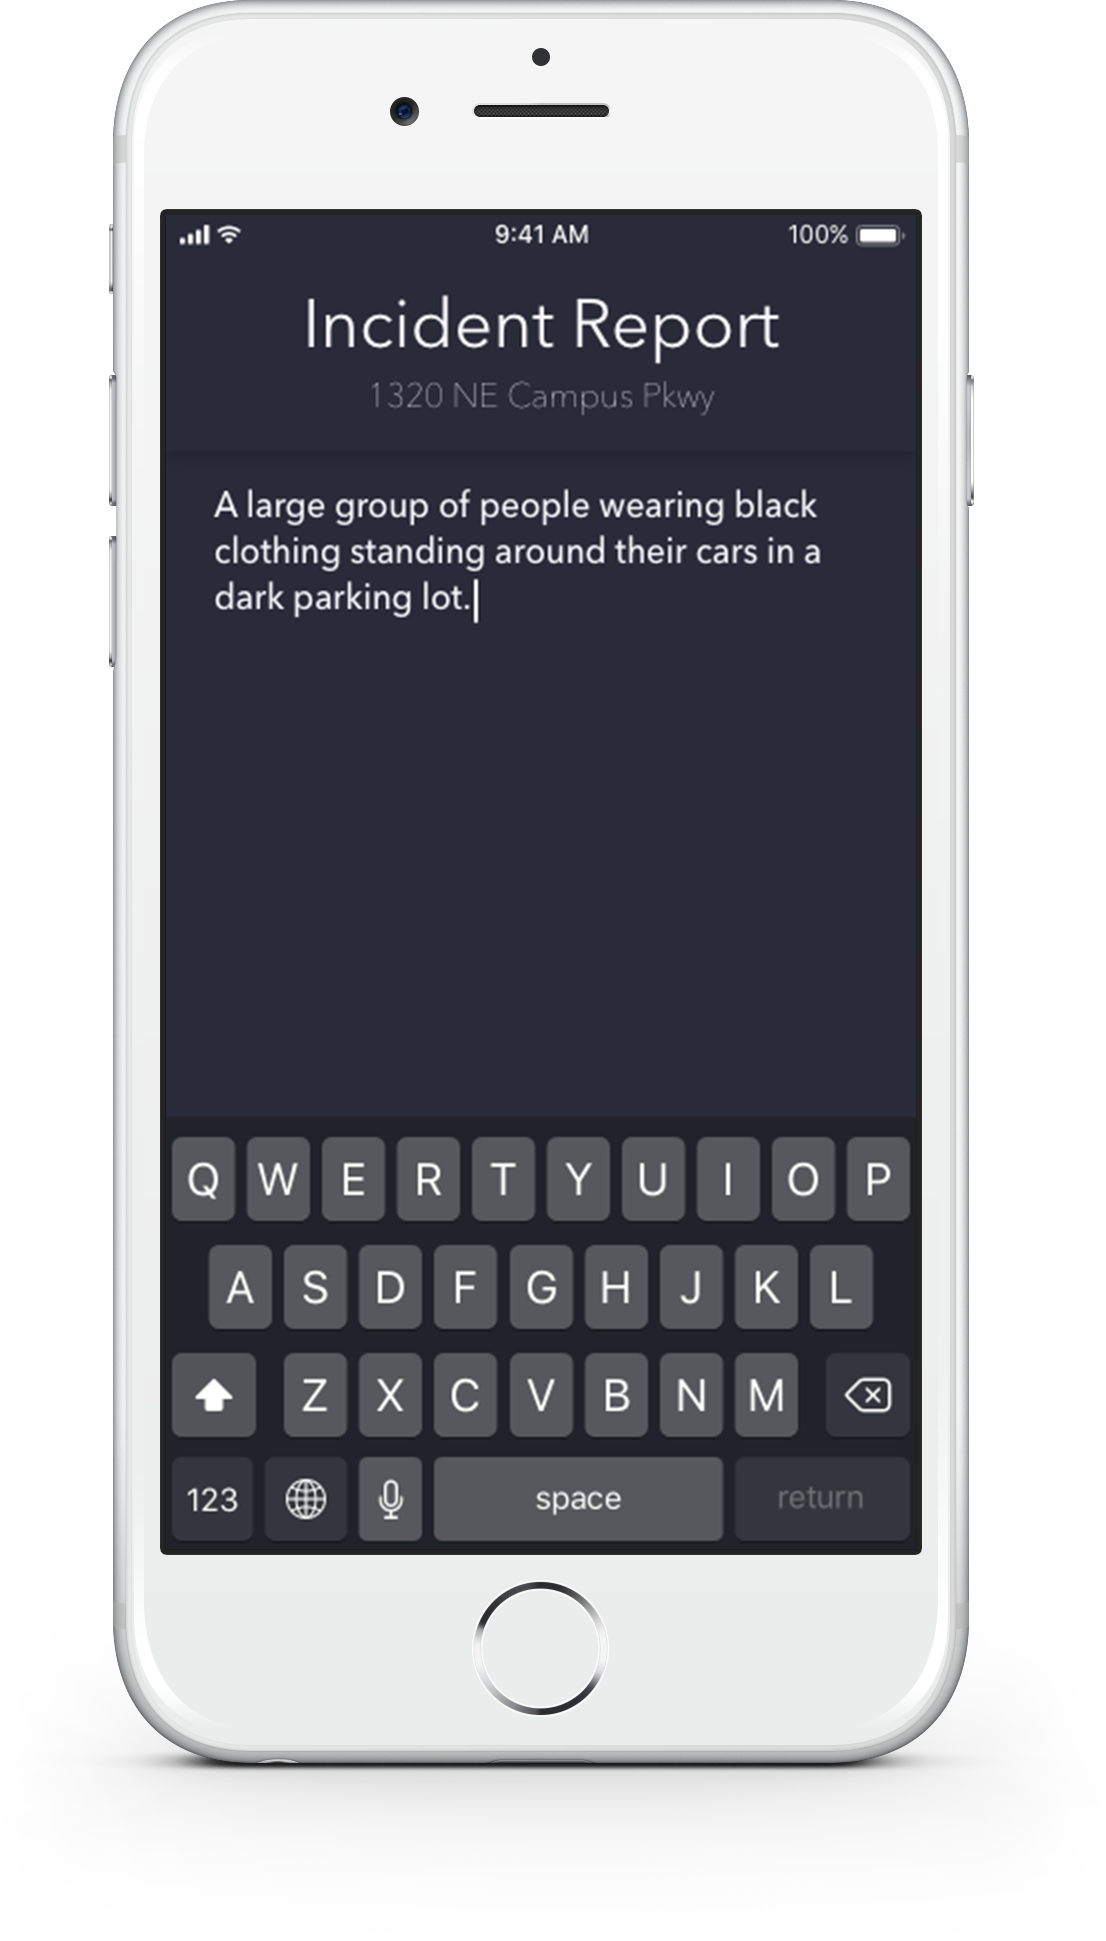 9:41 AM 100%
Incident Report
1320 NE Campus Pkwy
A large group of people wearing black
clothing standing around their cars in a
dark parking lot.
Q W E R T Y U I O P
A S D F G H J K L
Z X C V B N M
123 space return